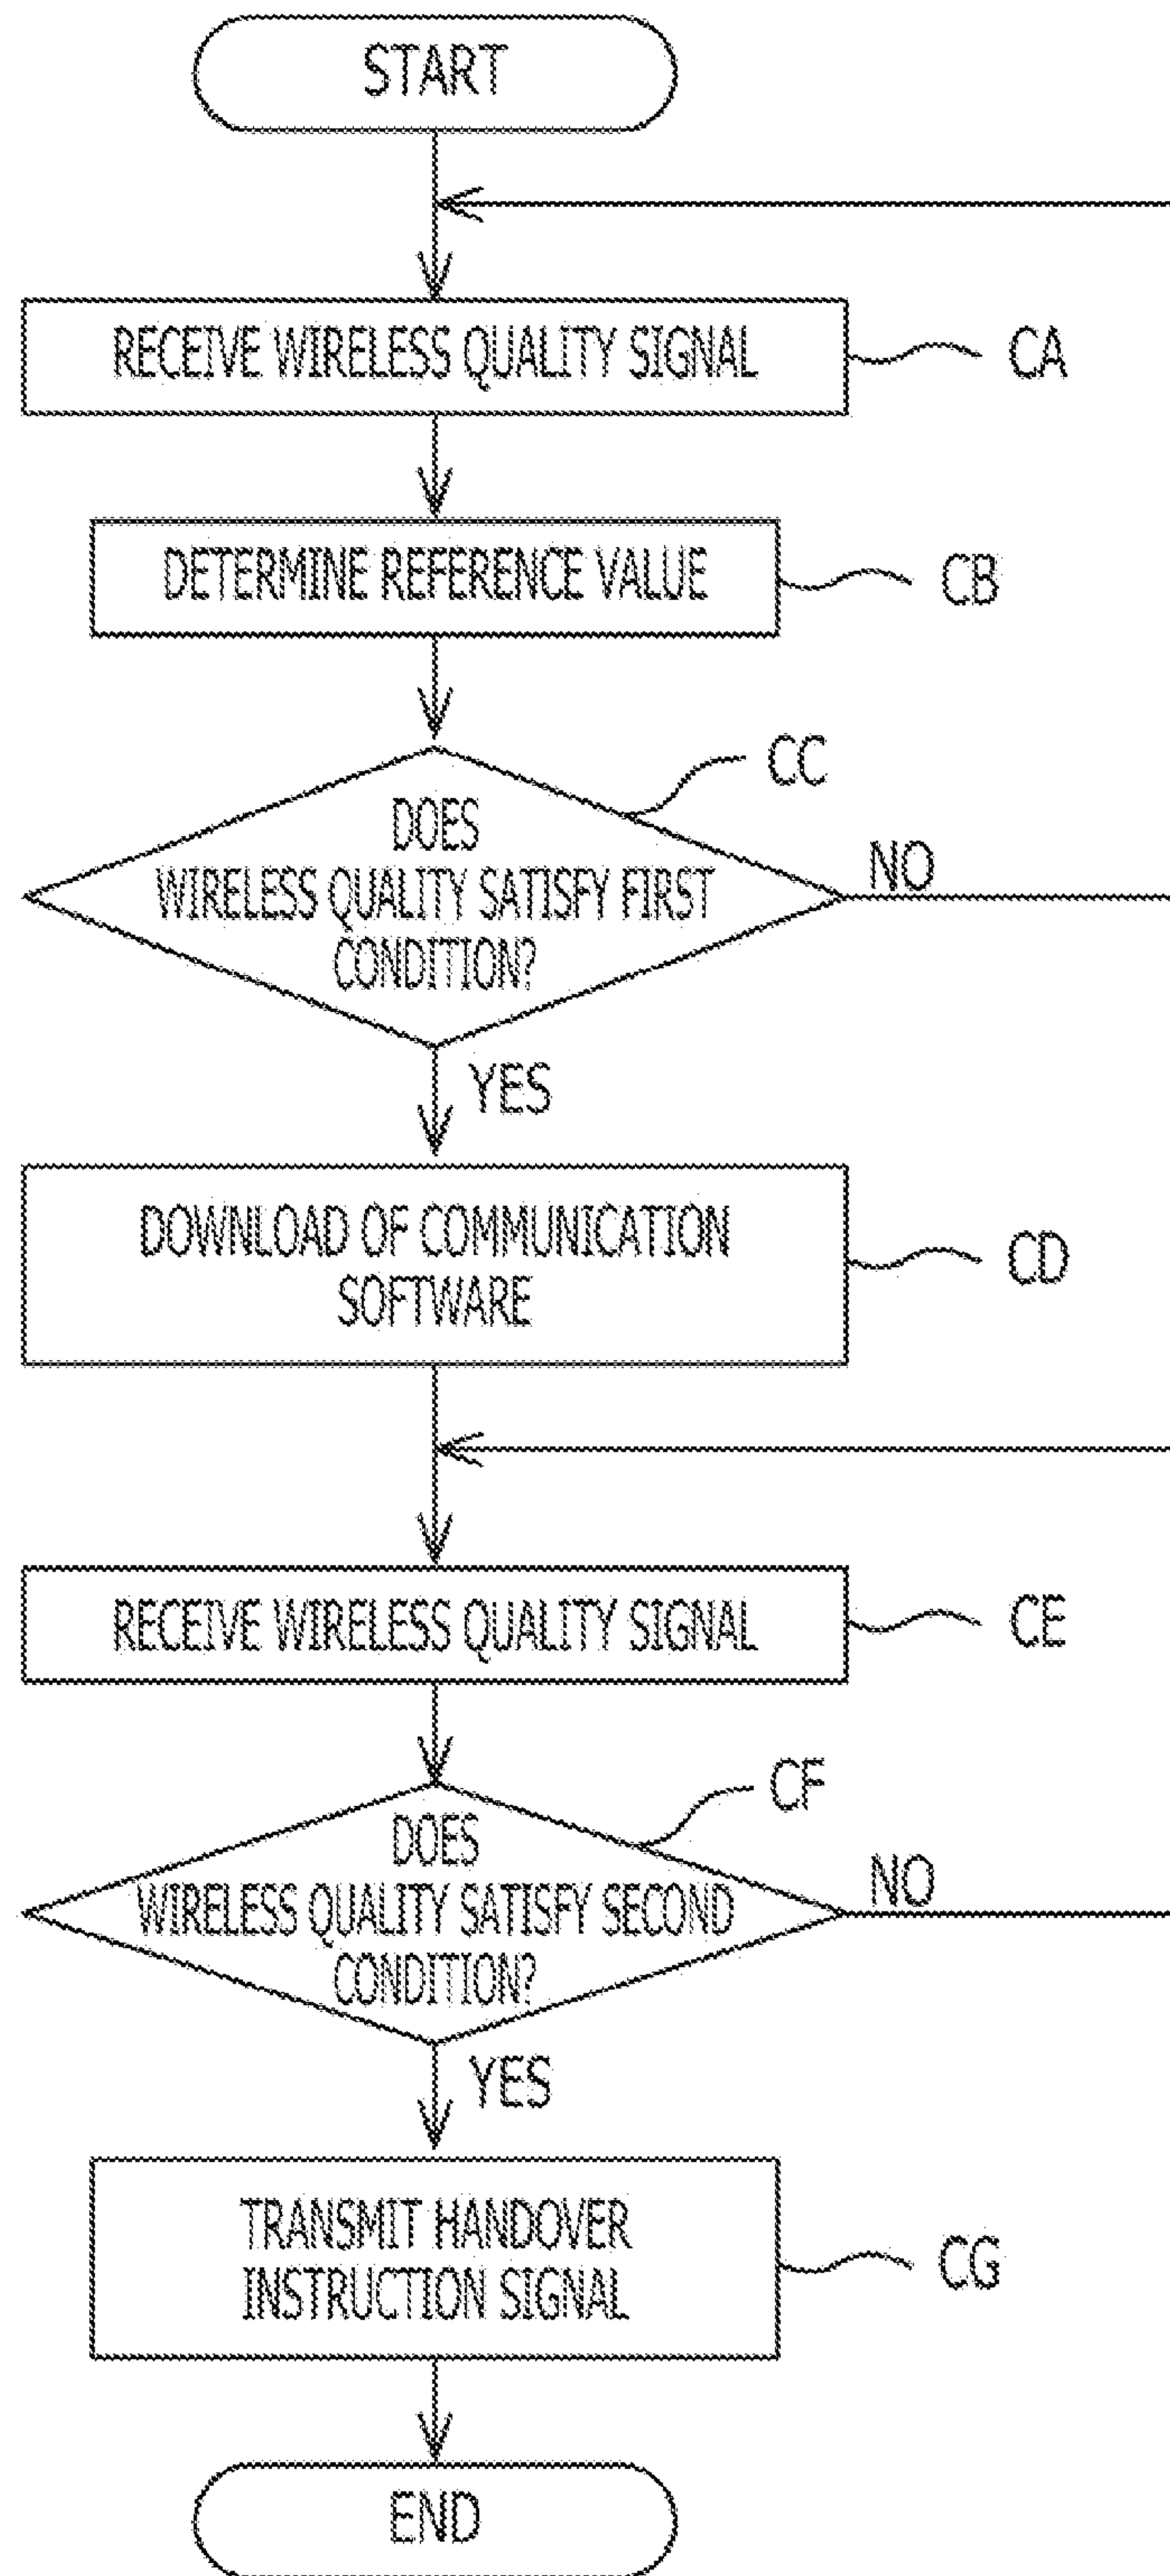 START
RECEIVE WIRELESS QUALITY SIGNAL
CA
DETERMINE REFERENCE VALUE
CB
CC
DOES
WIRELESS QUALITY SATISFY FIRST
CONDITION?
NO
YES
DOWNLOAD OF COMMUNICATION
SOFTWARE
CD
RECEIVE WIRELESS QUALITY SIGNAL
CE
CF
DOES
WIRELESS QUALITY SATISFY SECOND
CONDITION?
NO
YES
TRANSMIT HANDOVER
INSTRUCTION SIGNAL
CG
END